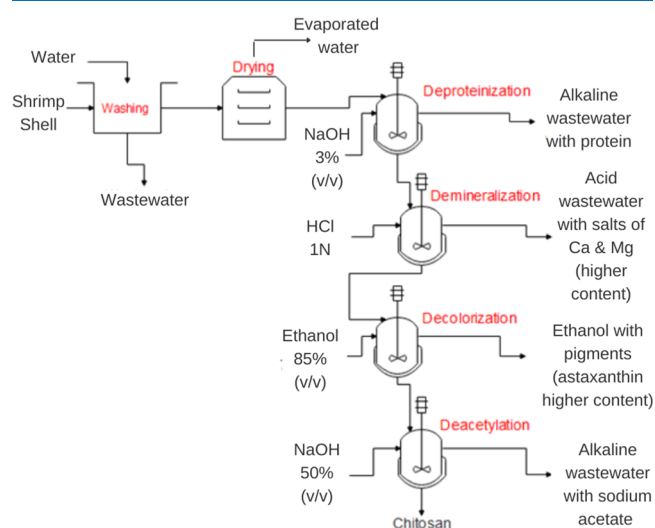 Evaporated
water
Water
Drying
Shrimp
Shell
Washing
Wastewater
Deproteinization
NaOH
3%
(v/v)
Alkaline
wastewater
with protein
Demineralization
HCl
1N
Acid
wastewater
with salts of
Ca & Mg
(higher
content)
Decolorization
Ethanol
85%
(v/v)
Ethanol with
pigments
(astaxanthin
higher content)
Deacetylation
NaOH
50%
(v/v)
Alkaline
wastewater
with sodium
acetate
Chitosan